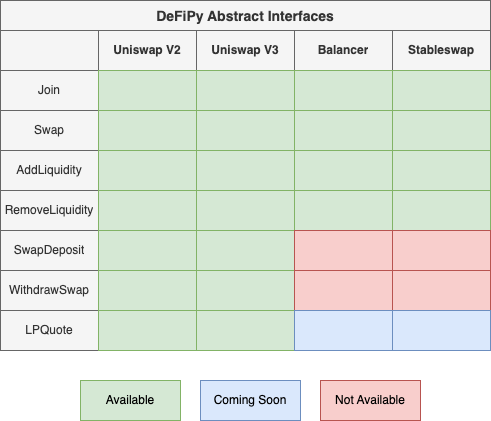 DeFiPy Abstract Interfaces
Uniswap V2 Uniswap V3 Balancer Stableswap
Join
Swap
AddLiquidity
RemoveLiquidity
SwapDeposit
WithdrawSwap
LPQuote
Available Coming Soon Not Available